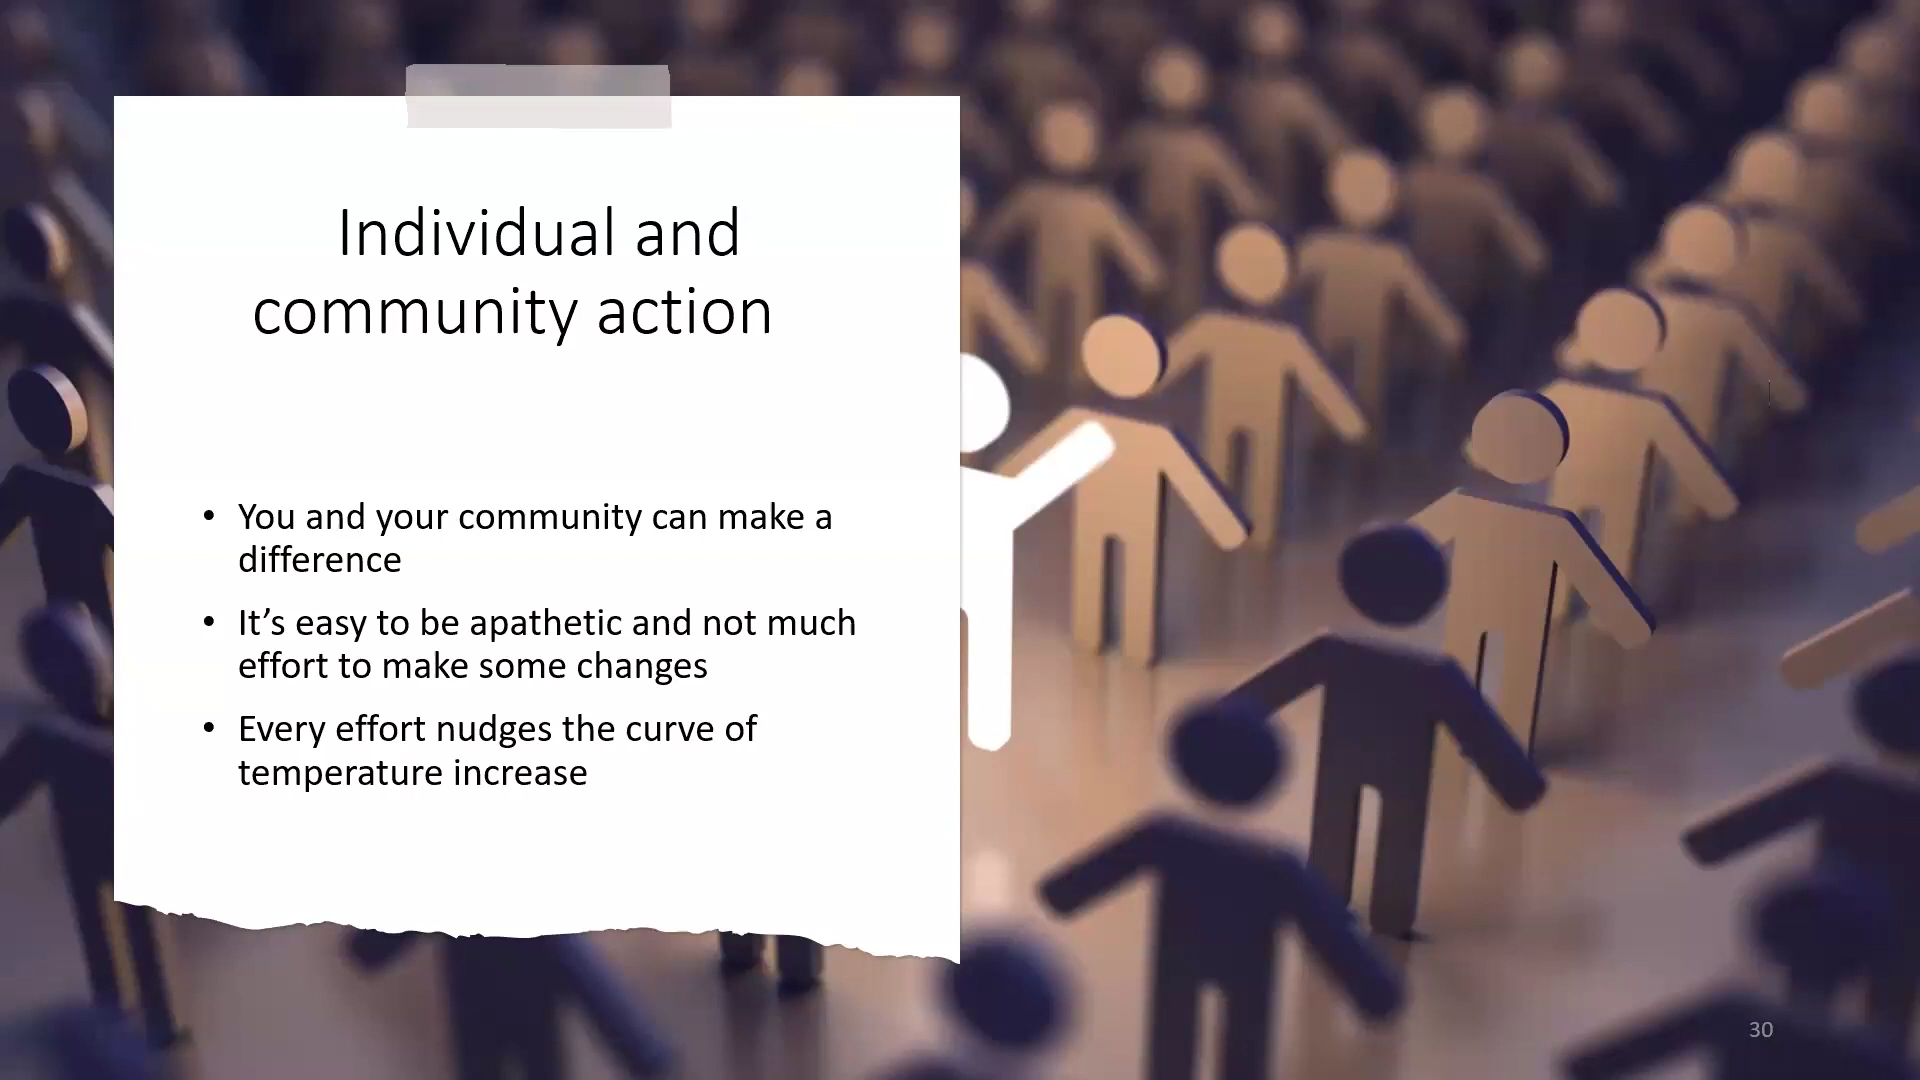 Individual and
community action
• You and your community can make a
difference
• It’s easy to be apathetic and not much
effort to make some changes
• Every effort nudges the curve of
temperature increase
30